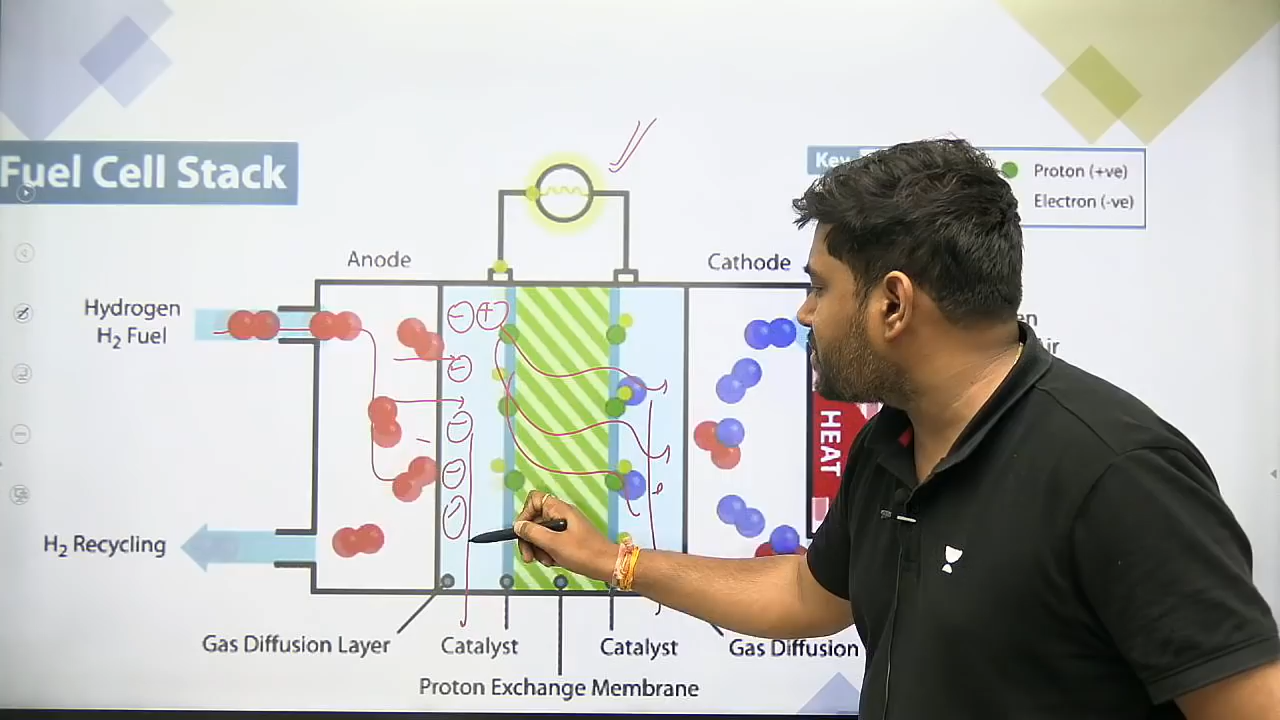 Fuel Cell Stack
Key
Proton (+ve)
Electron (-ve)
Anode
Cathode
Hydrogen
H₂ Fuel
− +
−
−
−
HEAT
H₂ Recycling
Gas Diffusion Layer
Catalyst
Catalyst
Gas Diffusion
Proton Exchange Membrane